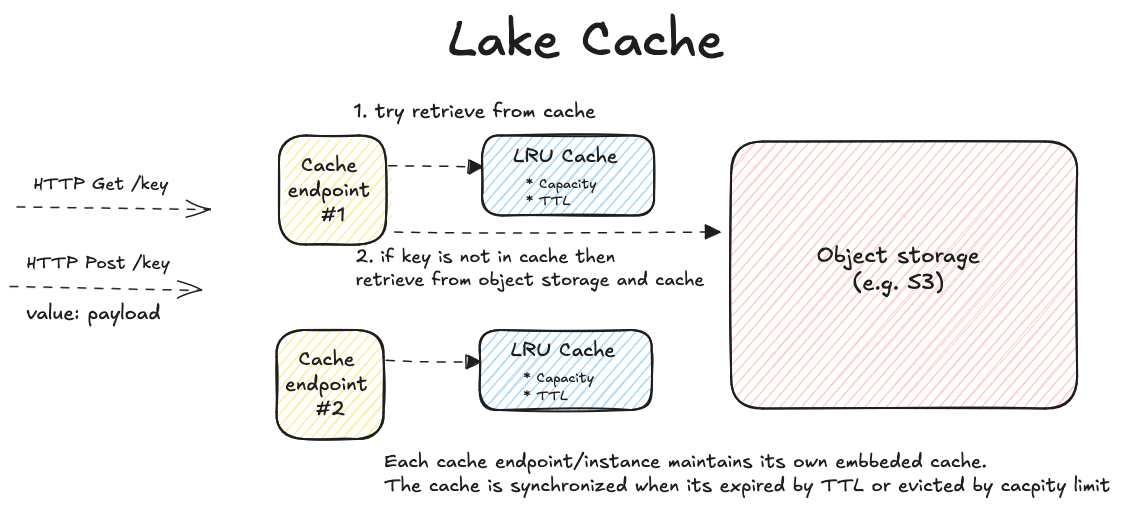 Lake Cache
1. try retrieve from cache
Cache
endpoint
#1
LRU Cache
* Capacity
* TTL
HTTP Get /key
HTTP Post /key
value: payload
2. if key is not in cache then
retrieve from object storage and cache
Object storage
(e.g. S3)
Cache
endpoint
#2
LRU Cache
* Capacity
* TTL
Each cache endpoint/instance maintains its own embbeded cache.
The cache is synchronized when its expired by TTL or evicted by cacpity limit